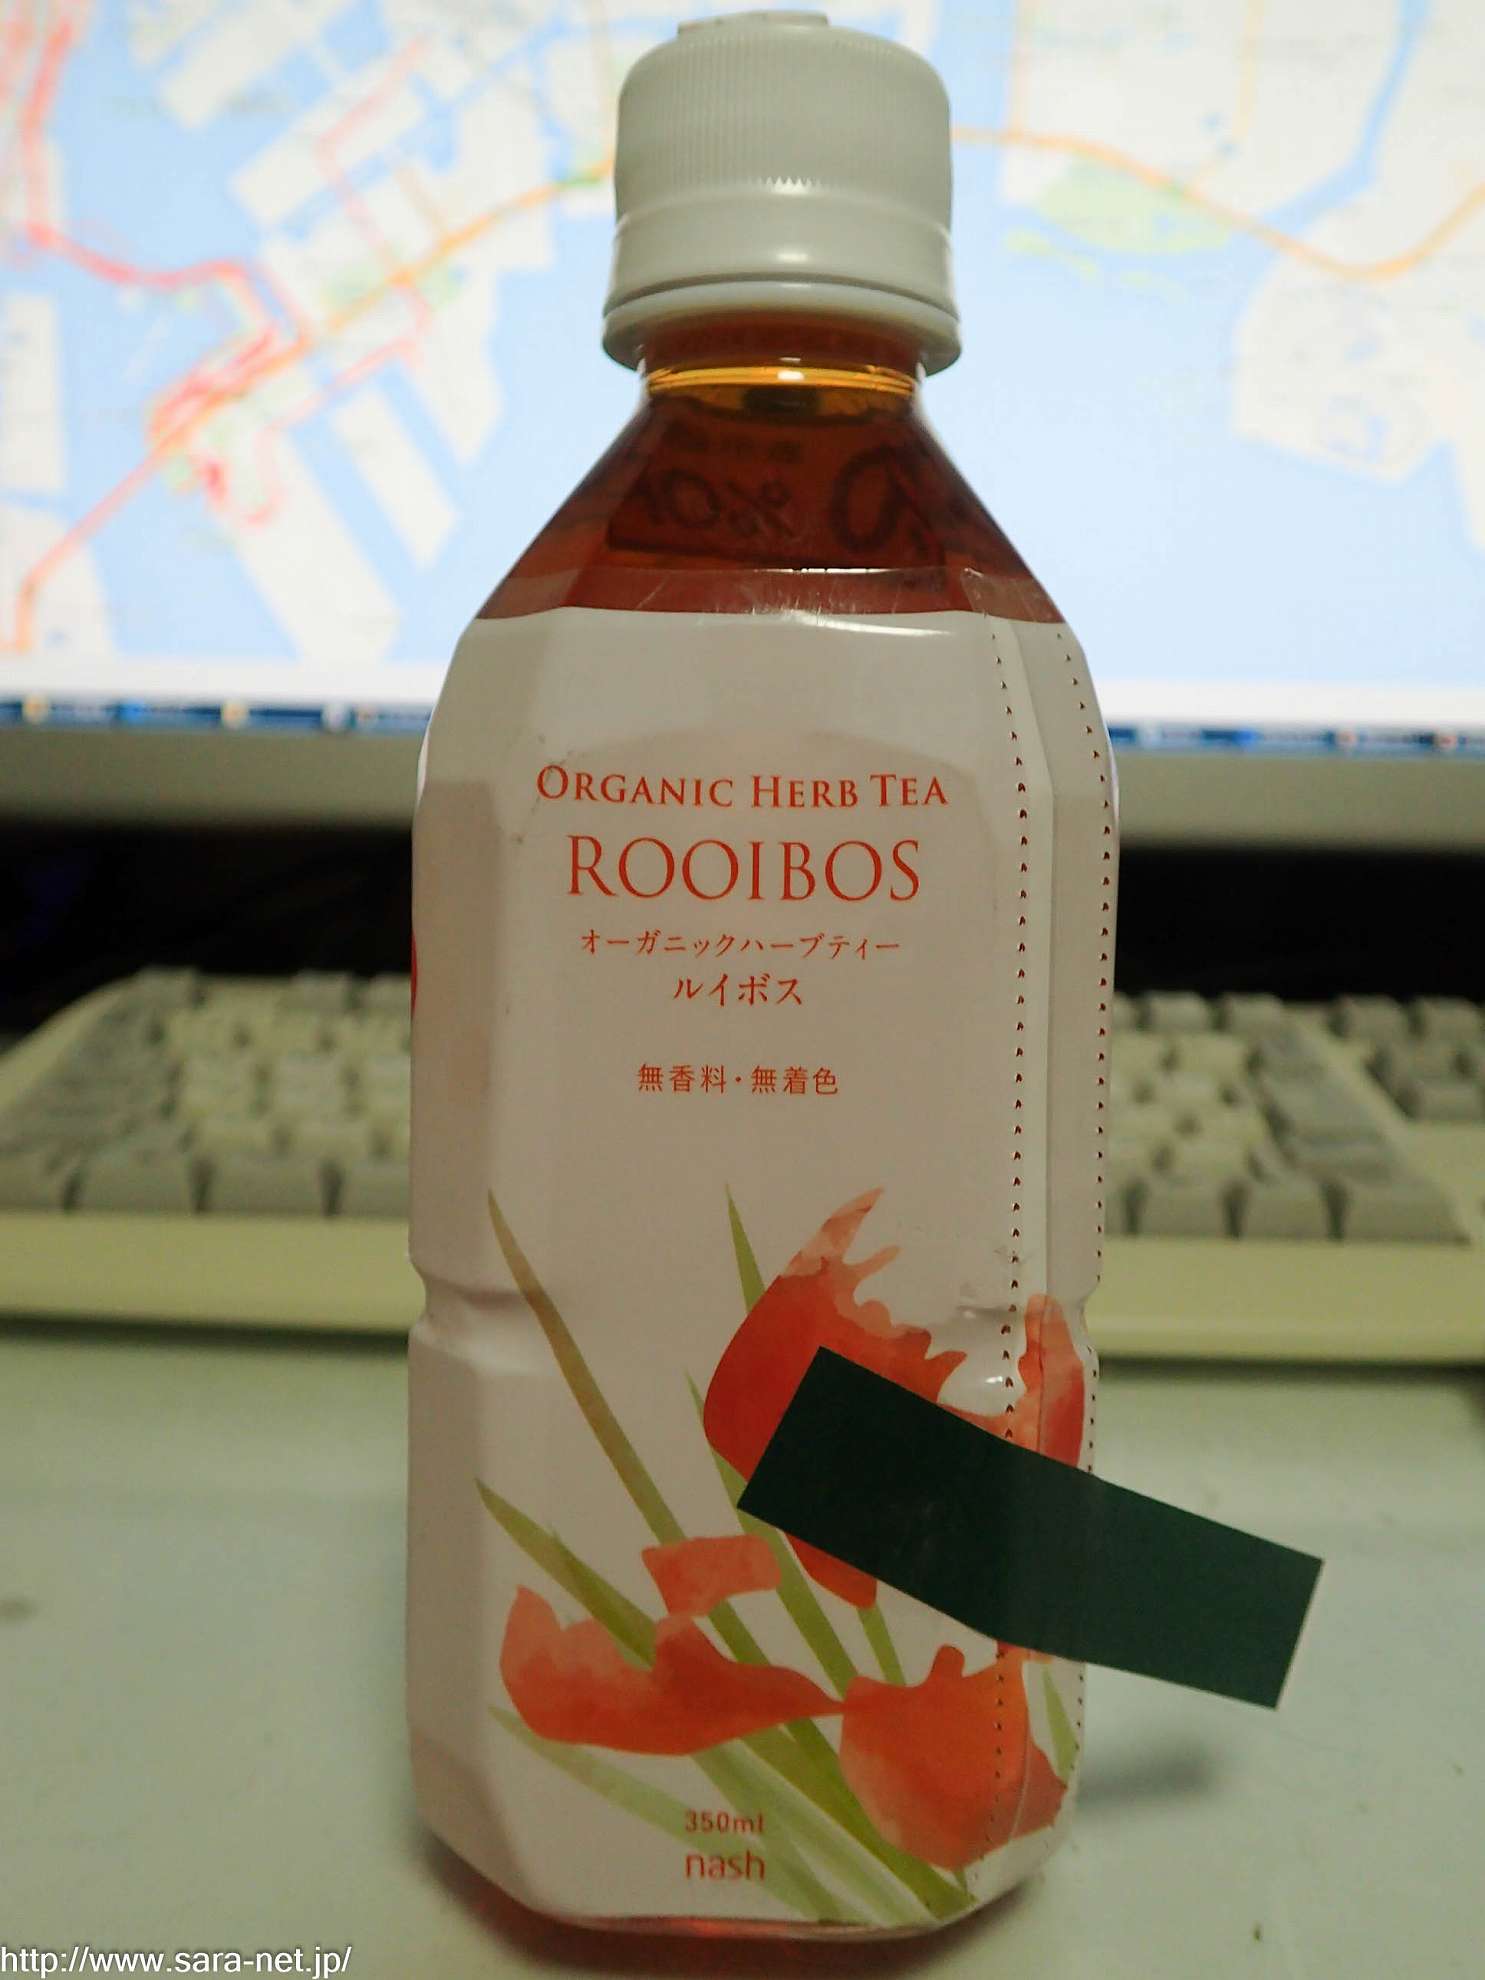 ORGANIC HERB TEA
ROOIBOS
オーガニックハーブティー
ルイボス
無香料・無着色
350ml
nash
http://www.sara-net.jp/